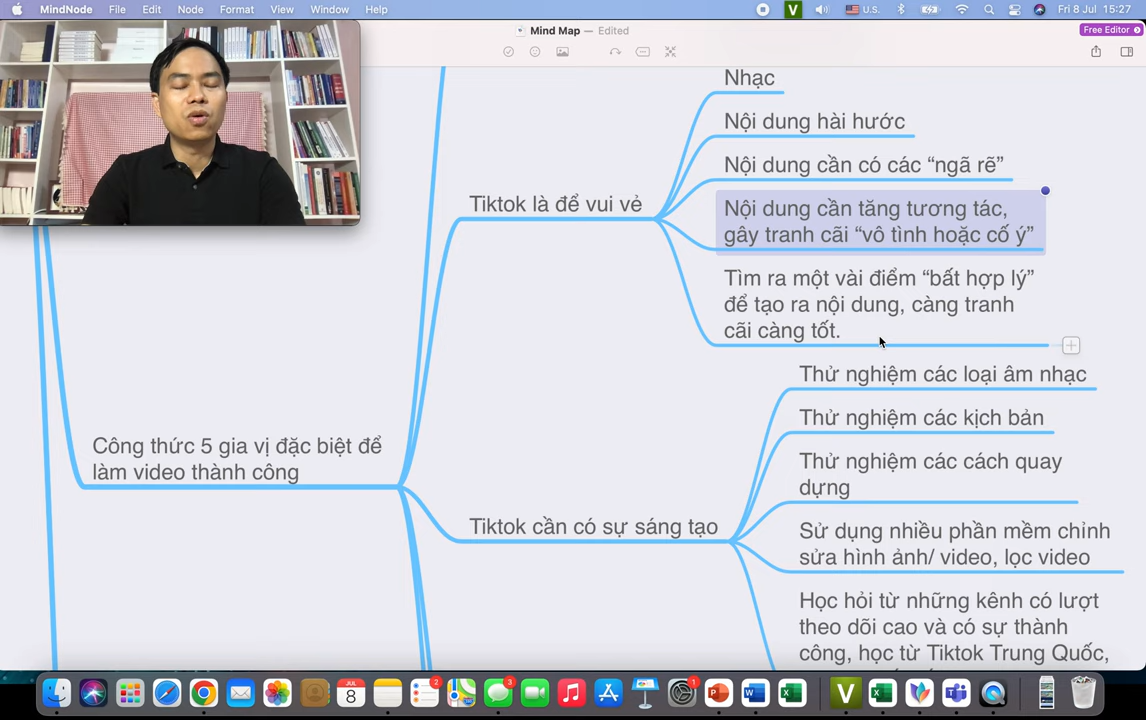 MindNode File Edit Node Format View Window Help
V U.S. Fri 8 Jul 15:27
Mind Map — Edited
Free Editor
Nhạc
Nội dung hài hước
Nội dung cần có các “ngã rẽ”
Tiktok là để vui vẻ
Nội dung cần tăng tương tác,
gây tranh cãi “vô tình hoặc cố ý”
Tìm ra một vài điểm “bất hợp lý”
để tạo ra nội dung, càng tranh
cãi càng tốt.
Công thức 5 gia vị đặc biệt để
làm video thành công
Tiktok cần có sự sáng tạo
Thử nghiệm các loại âm nhạc
Thử nghiệm các kịch bản
Thử nghiệm các cách quay
dựng
Sử dụng nhiều phần mềm chỉnh
sửa hình ảnh/ video, lọc video
Học hỏi từ những kênh có lượt
theo dõi cao và có sự thành
công, học từ Tiktok Trung Quốc,
JUL
8
2
3
1
P
W
X
V
X
T